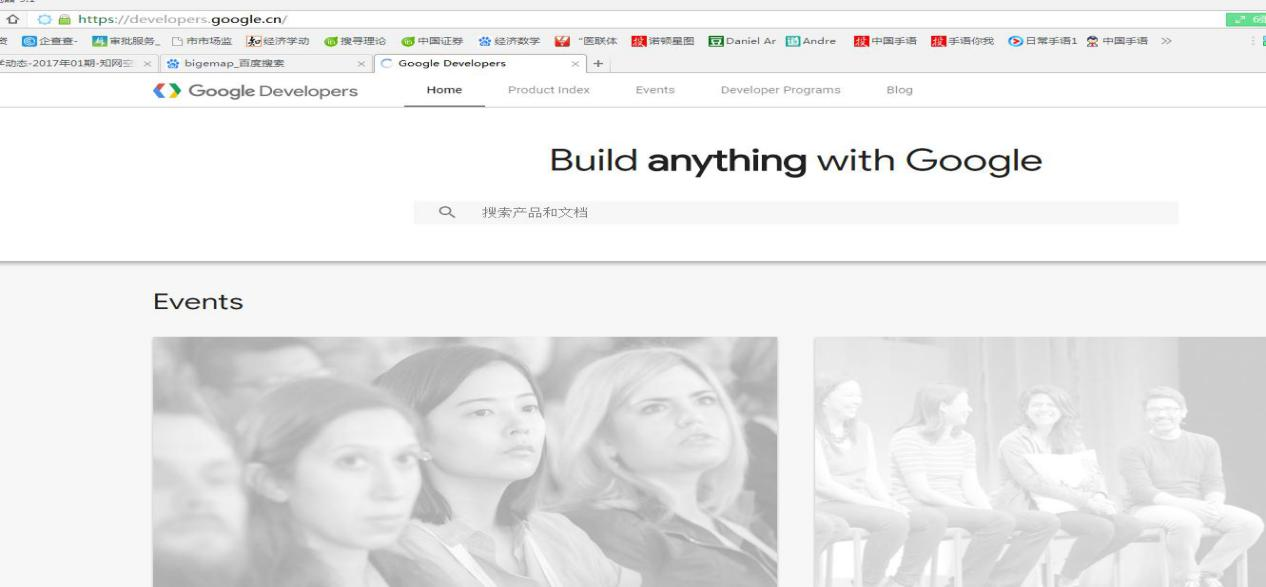 https://developers.google.cn/
企查查- 审批服务_ 市市场监 经济学动 搜寻理论 中国证券 经济数学 "医联体 诺顿星图 Daniel Ar Andre 中国手语 手语你我 日常手语1 中国手语
学动态-2017年01期-知网空 bigemap_百度搜索 Google Developers
Google Developers Home Product Index Events Developer Programs Blog
Build anything with Google
搜索产品和文档
Events